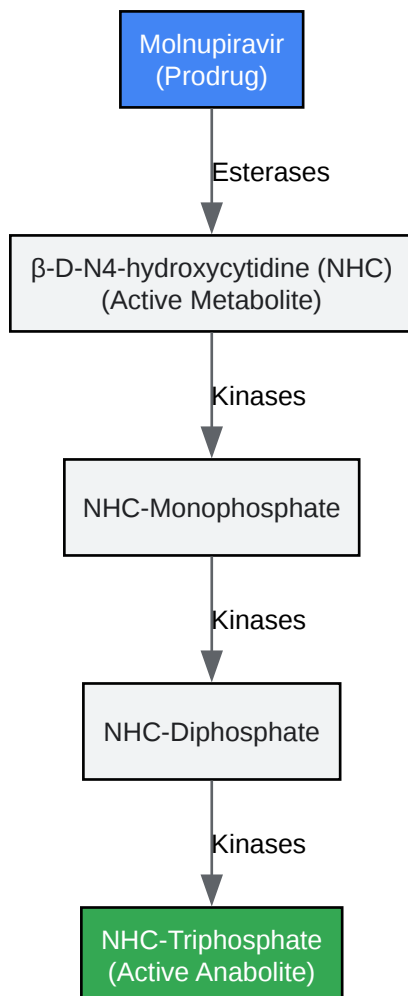 Molnupiravir
(Prodrug)
Esterases
β-D-N4-hydroxycytidine (NHC)
(Active Metabolite)
Kinases
NHC-Monophosphate
Kinases
NHC-Diphosphate
Kinases
NHC-Triphosphate
(Active Anabolite)